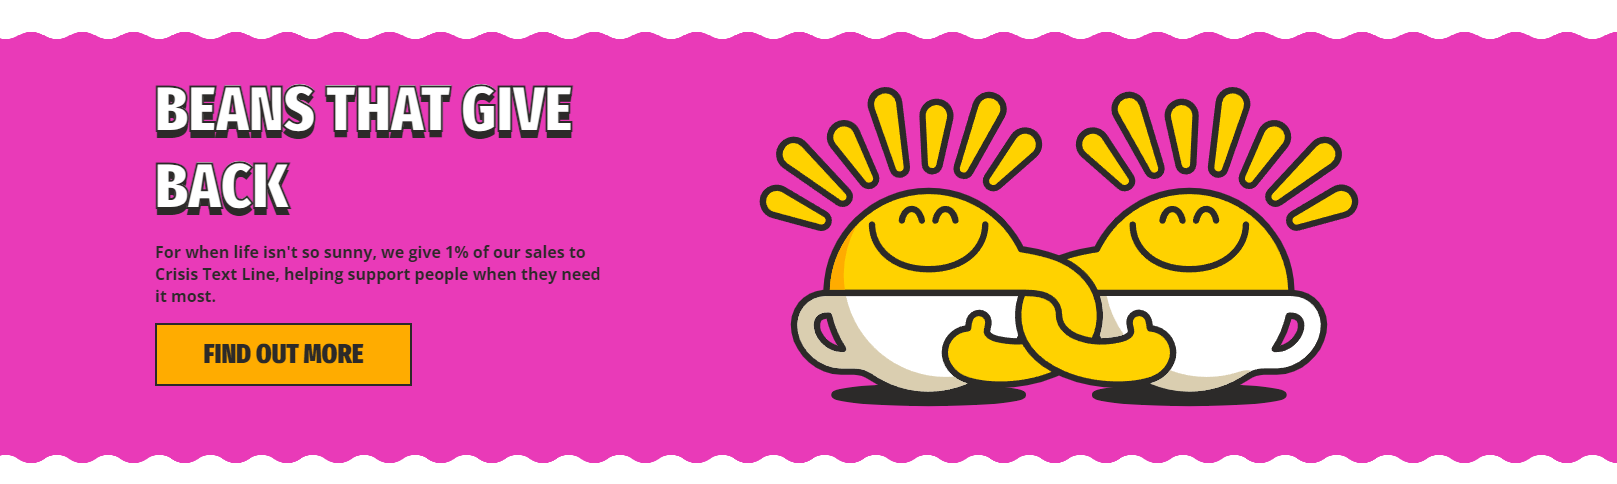 BEANS THAT GIVE
BACK
For when life isn't so sunny, we give 1% of our sales to
Crisis Text Line, helping support people when they need
it most.
FIND OUT MORE